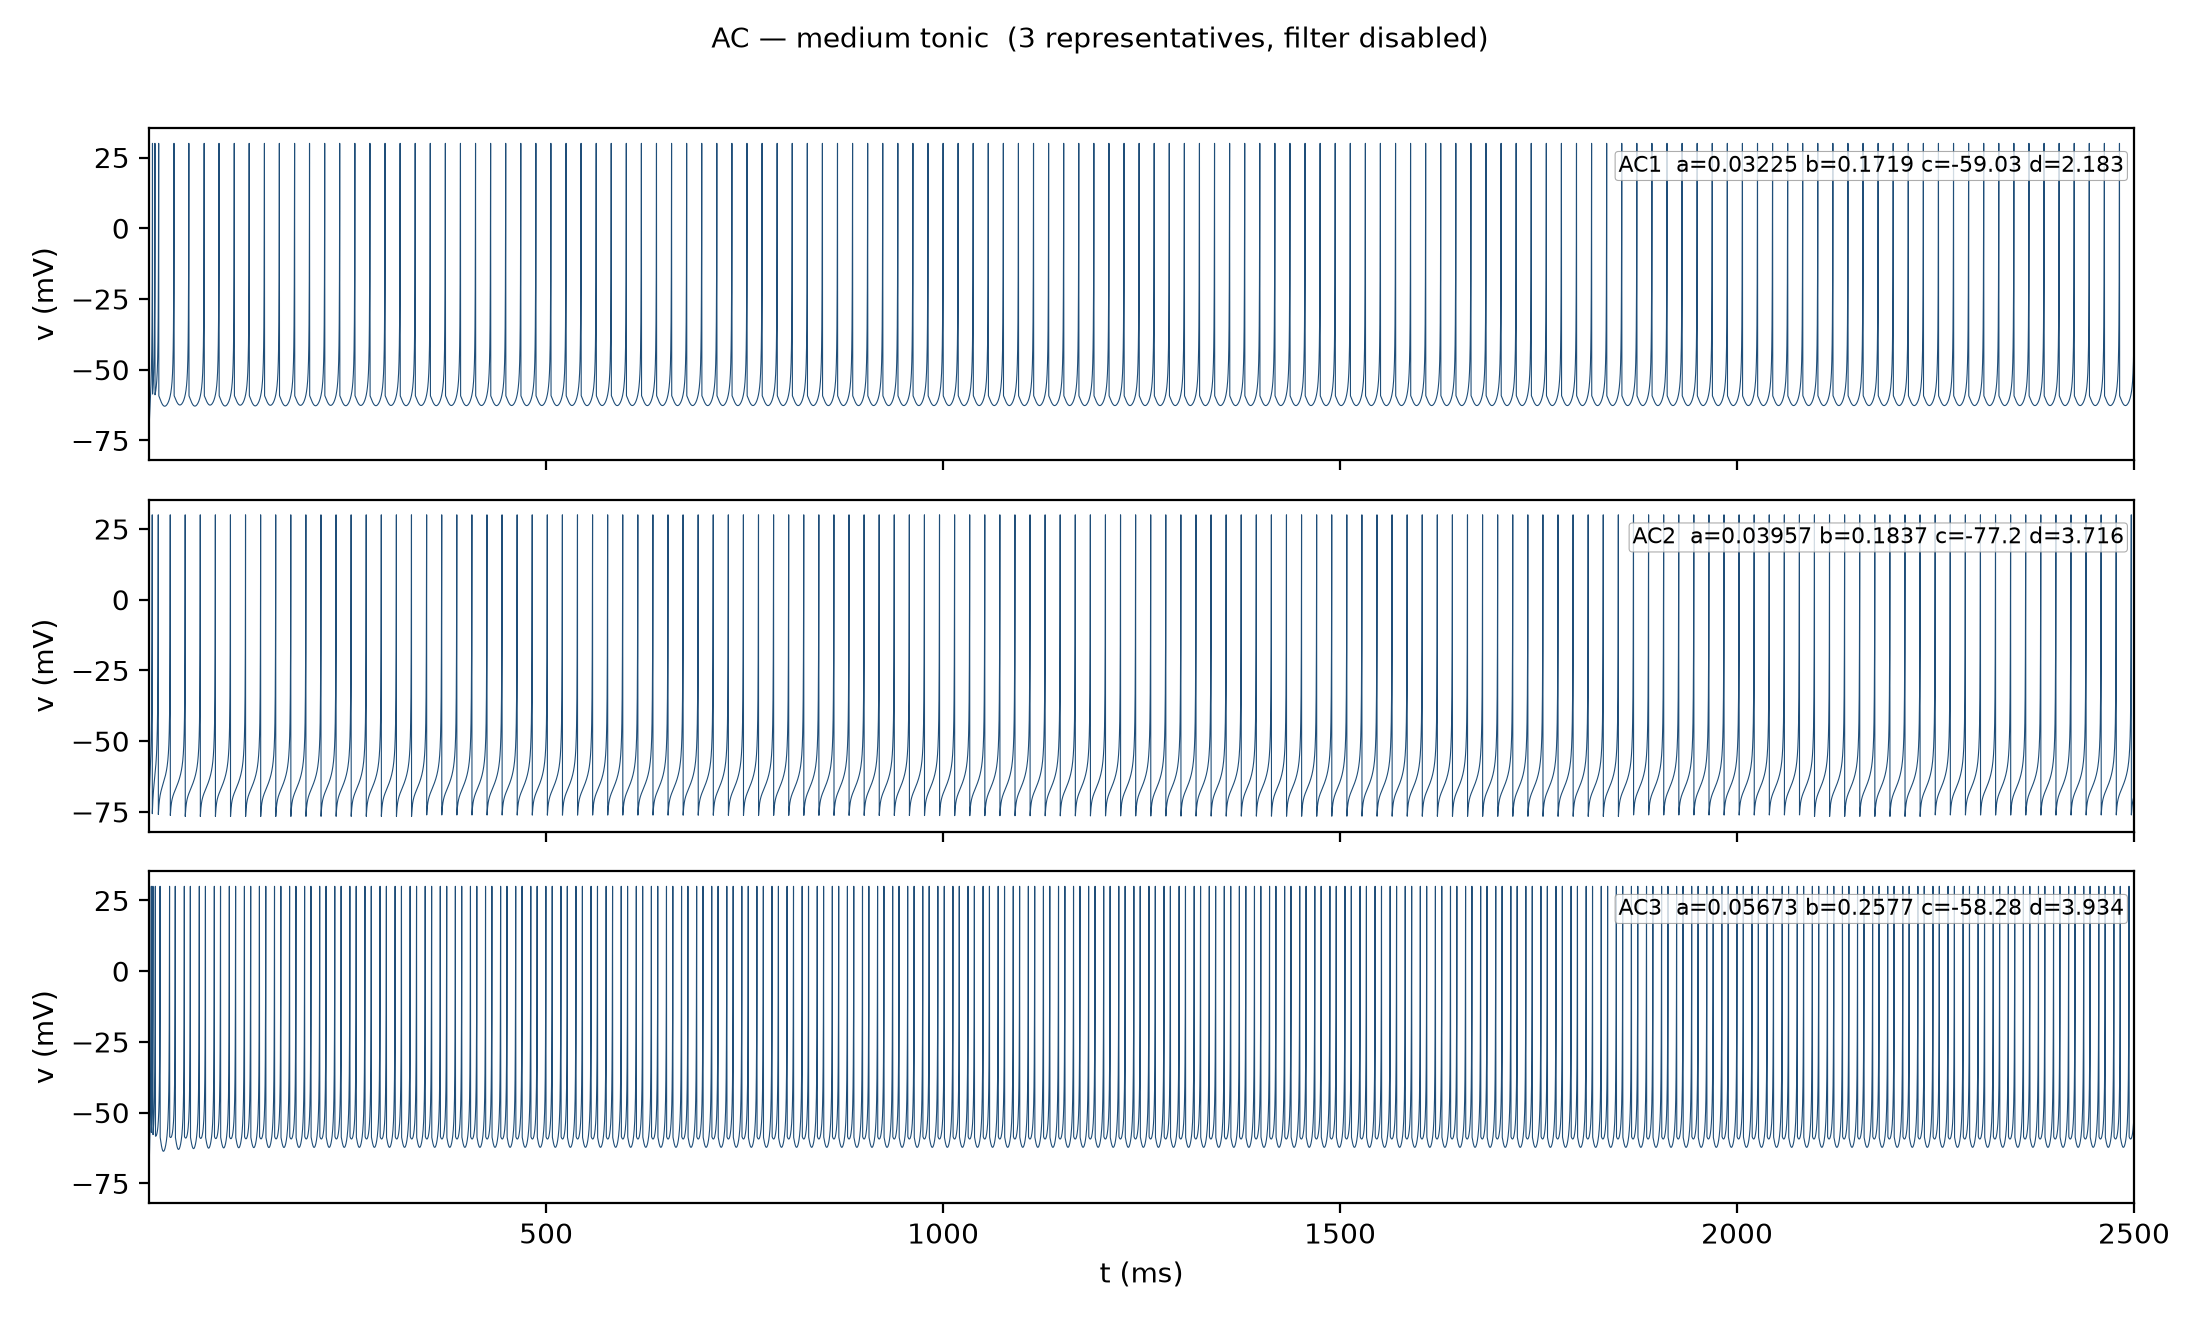 AC — medium tonic  (3 representatives, filter disabled)
25
0
−25
−50
−75
v (mV)
AC1  a=0.03225 b=0.1719 c=-59.03 d=2.183
25
0
−25
−50
−75
v (mV)
AC2  a=0.03957 b=0.1837 c=-77.2 d=3.716
25
0
−25
−50
−75
v (mV)
AC3  a=0.05673 b=0.2577 c=-58.28 d=3.934
500 1000 1500 2000 2500
t (ms)